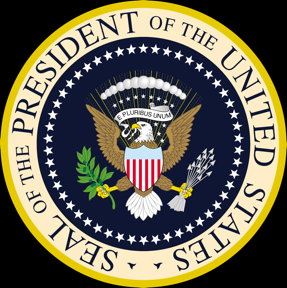 SEAL OF THE PRESIDENT OF THE UNITED STATES
E PLURIBUS UNUM